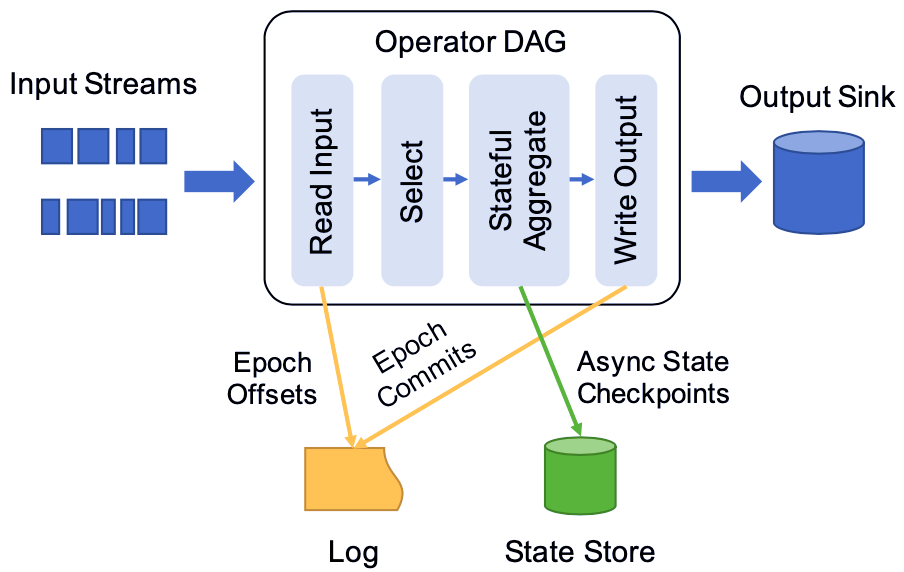 Operator DAG
Input Streams
Output Sink
Read Input
Select
Stateful
Aggregate
Write Output
Epoch
Offsets
Epoch
Commits
Async State
Checkpoints
Log
State Store